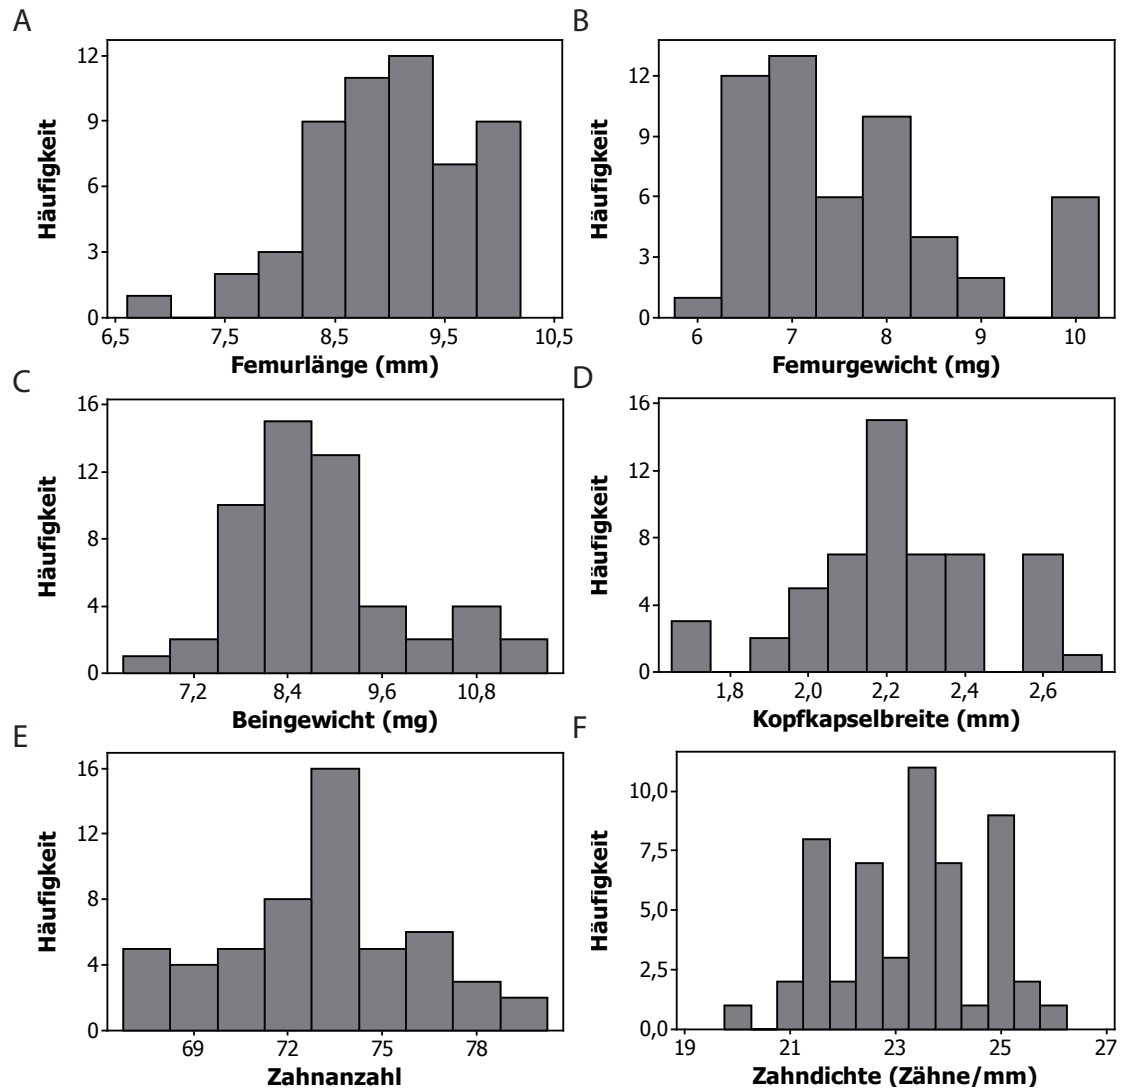 A
Häufigkeit
12
9
6
3
0
6,5 7,5 8,5 9,5 10,5
Femurlänge (mm)
B
Häufigkeit
12
9
6
3
0
6 7 8 9 10
Femurgewicht (mg)
C
Häufigkeit
16
12
8
4
0
7,2 8,4 9,6 10,8
Beingewicht (mg)
D
Häufigkeit
16
12
8
4
0
1,8 2,0 2,2 2,4 2,6
Kopfkapselbreite (mm)
E
Häufigkeit
16
12
8
4
0
69 72 75 78
Zahnanzahl
F
Häufigkeit
10,0
7,5
5,0
2,5
0,0
19 21 23 25 27
Zahndichte (Zähne/mm)